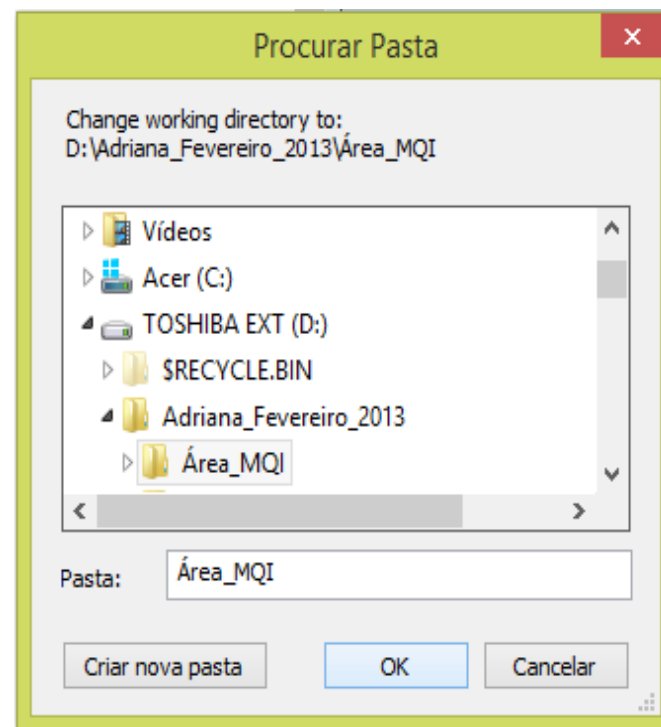 Procurar Pasta
Change working directory to:
D:\Adriana_Fevereiro_2013\Área_MQI
Vídeos
Acer (C:)
TOSHIBA EXT (D:)
$RECYCLE.BIN
Adriana_Fevereiro_2013
Área_MQI
Pasta: Área_MQI
Criar nova pasta OK Cancelar